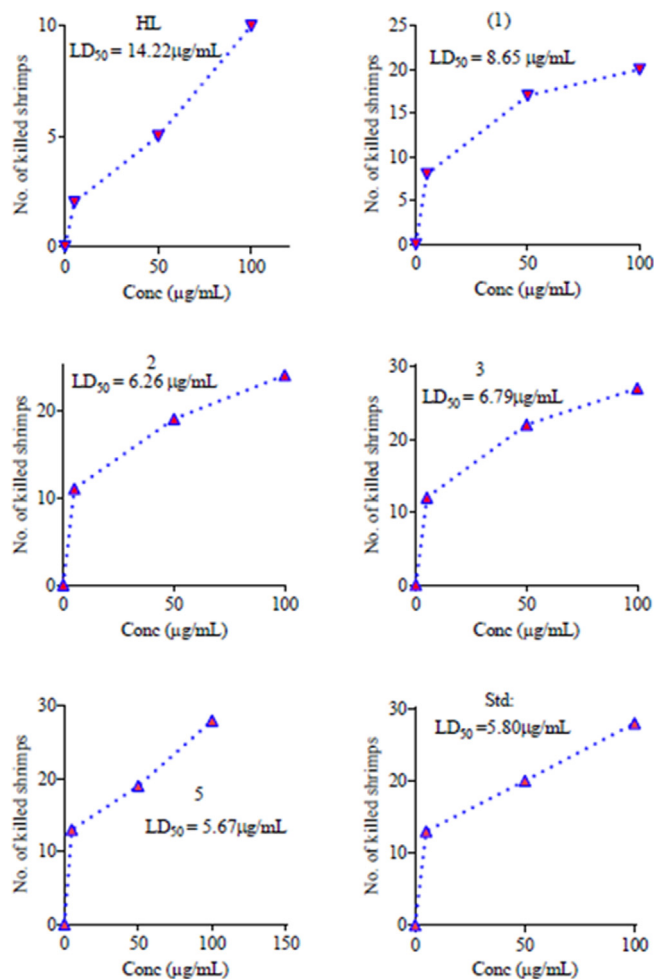 HL
LD50 = 14.22μg/mL
No. of killed shrimps
10
5
0
0 50 100
Conc (μg/mL)
(1)
LD50 = 8.65 μg/mL
No. of killed shrimps
25
20
15
10
5
0
0 50 100
Conc (μg/mL)
2
LD50 = 6.26 μg/mL
No. of killed shrimps
20
10
0
0 50 100
Conc (μg/mL)
3
LD50 = 6.79μg/mL
No. of killed shrimps
30
20
10
0
0 50 100
Conc (μg/mL)
5
LD50 = 5.67μg/mL
No. of killed shrimps
30
20
10
0
0 50 100 150
Conc (μg/mL)
Std:
LD50 =5.80μg/mL
No. of killed shrimps
30
20
10
0
0 50 100
Conc (μg/mL)